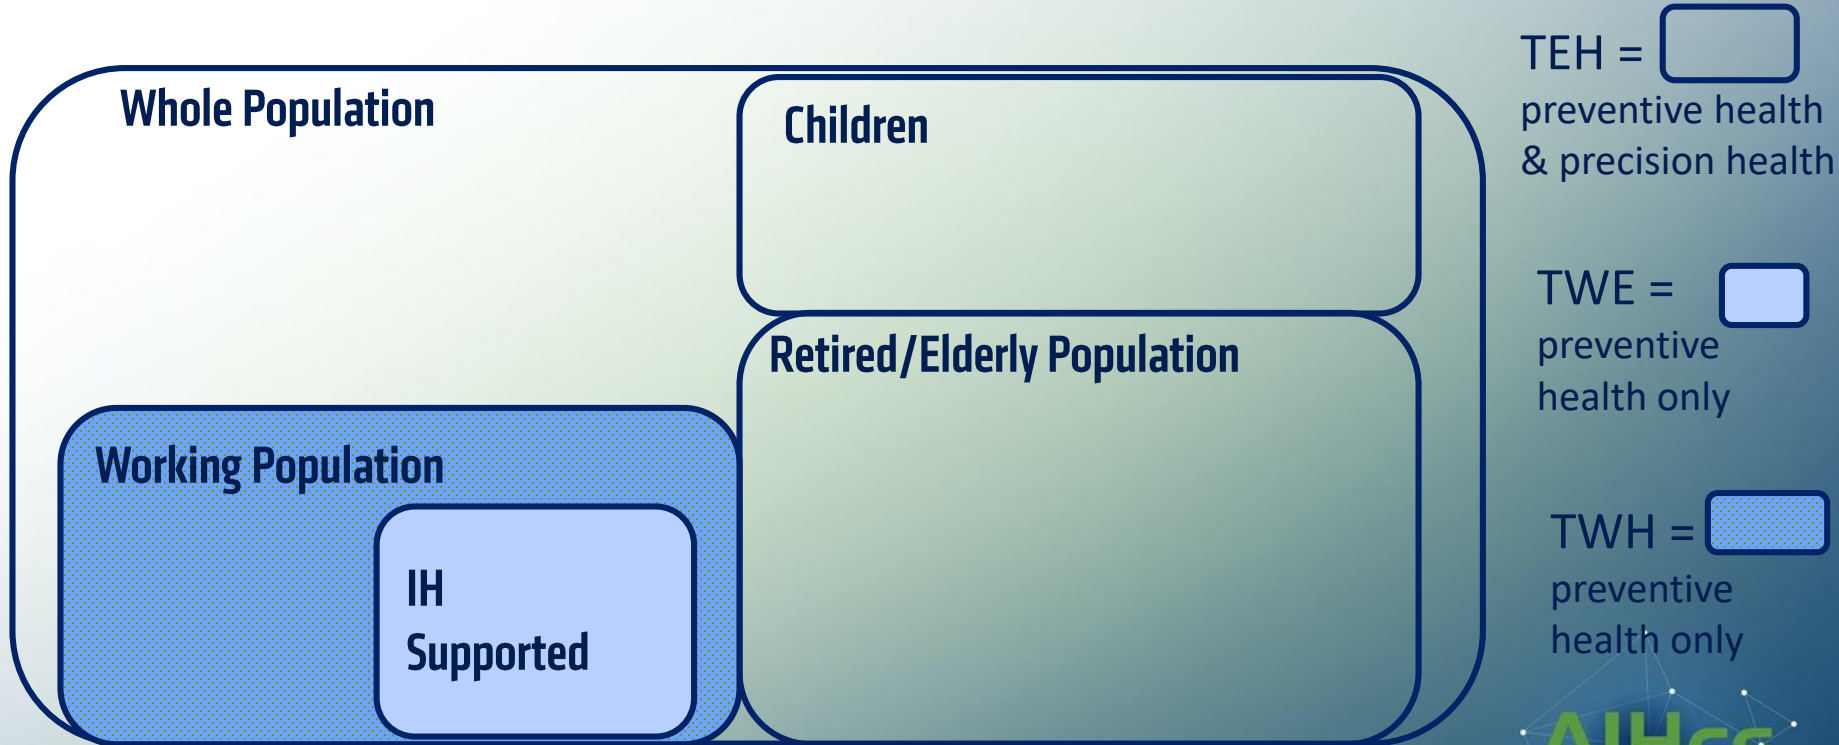 Whole Population
Children
Retired/Elderly Population
Working Population
IH
Supported
TEH =
preventive health
& precision health
TWE =
preventive
health only
TWH =
preventive
health only